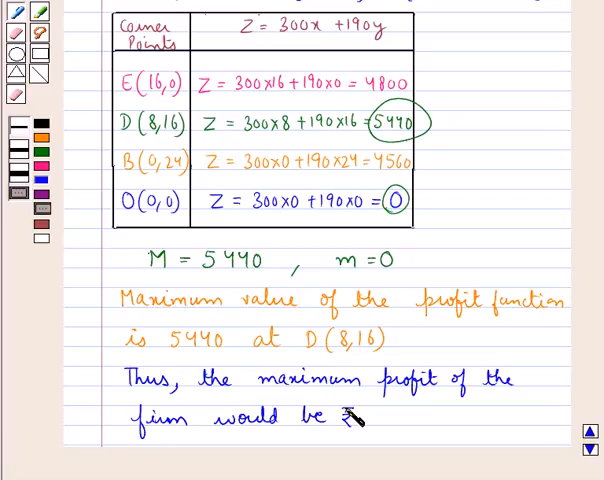 Corner Points Z = 300x + 190y
E(16,0) Z = 300×16 + 190×0 = 4800
D(8,16) Z = 300×8 + 190×16 = 5440
B(0,24) Z = 300×0 + 190×24 = 4560
O(0,0) Z = 300×0 + 190×0 = 0
M = 5440 , m = 0
Maximum value of the profit function
is 5440 at D(8,16)
Thus, the maximum profit of the
firm would be ₹